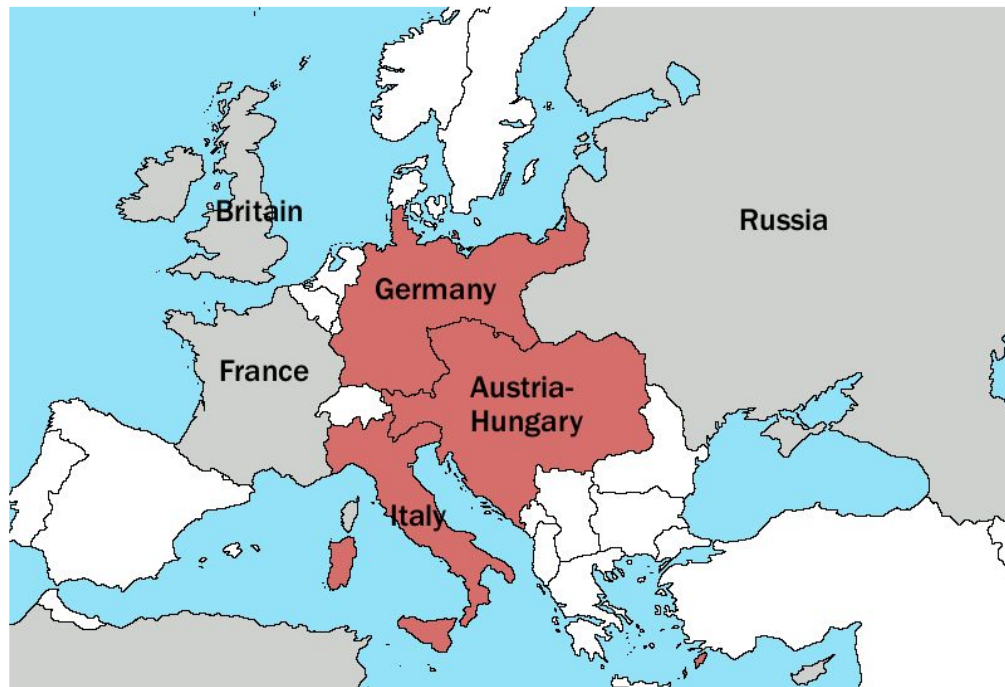 Britain
Russia
Germany
France
Austria-
Hungary
Italy